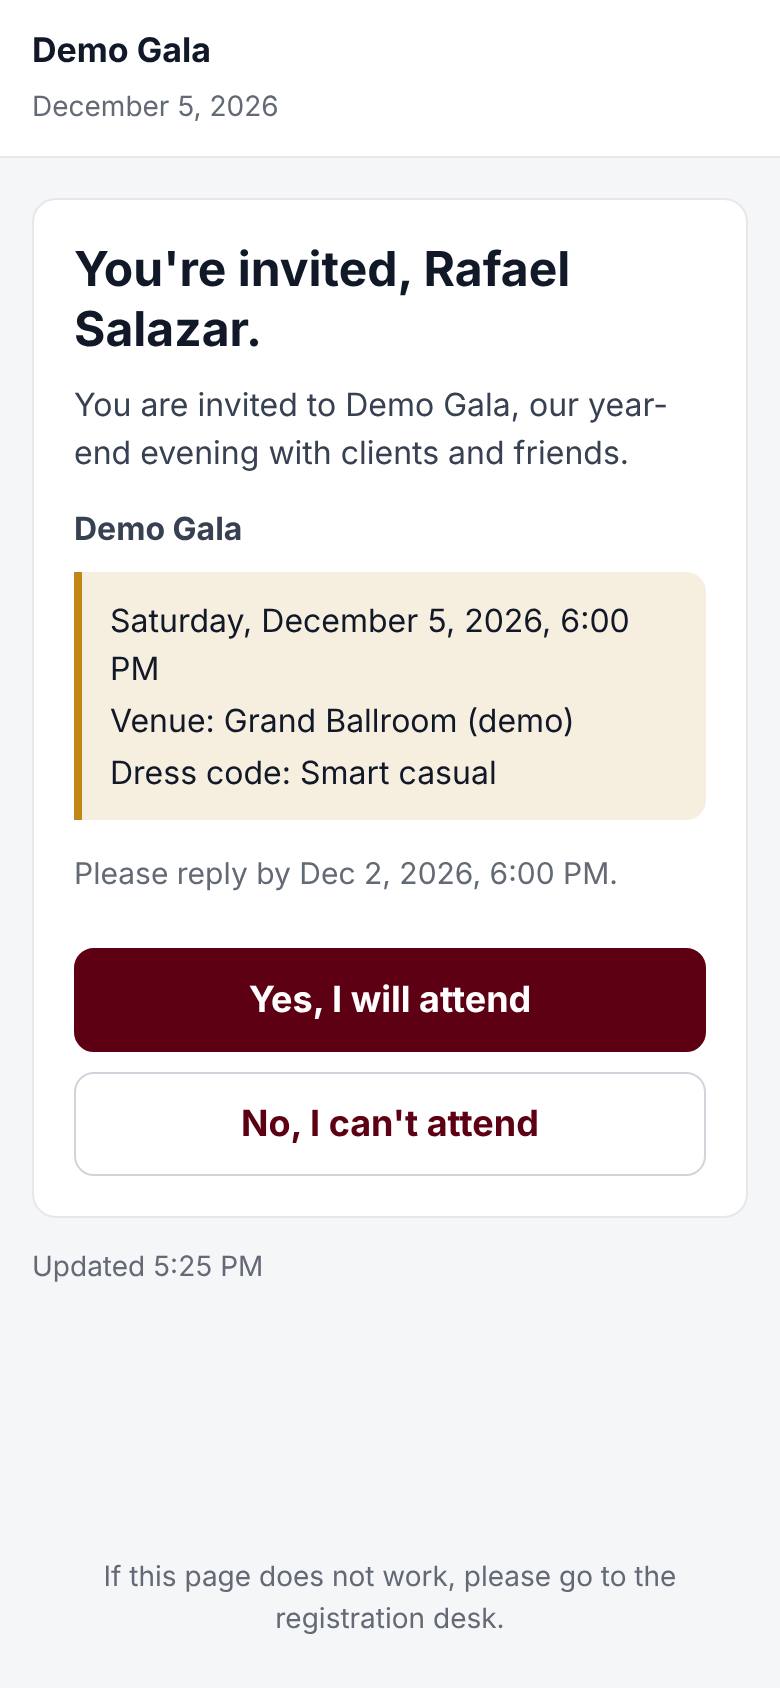 Demo Gala
December 5, 2026
You're invited, Rafael
Salazar.
You are invited to Demo Gala, our year-
end evening with clients and friends.
Demo Gala
Saturday, December 5, 2026, 6:00
PM
Venue: Grand Ballroom (demo)
Dress code: Smart casual
Please reply by Dec 2, 2026, 6:00 PM.
Yes, I will attend
No, I can't attend
Updated 5:25 PM
If this page does not work, please go to the
registration desk.